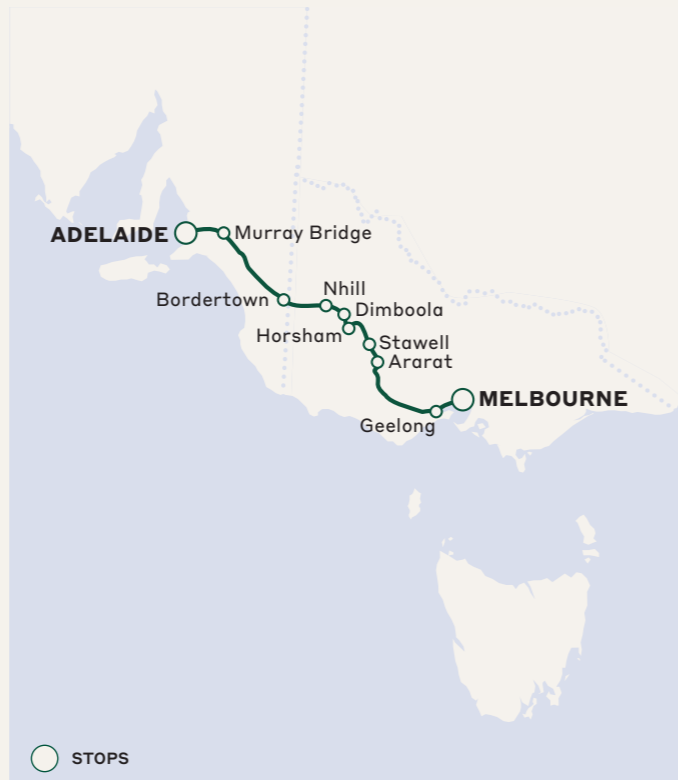 ADELAIDE
Murray Bridge
Bordertown
Nhill
Dimboola
Horsham
Stawell
Ararat
MELBOURNE
Geelong
STOPS